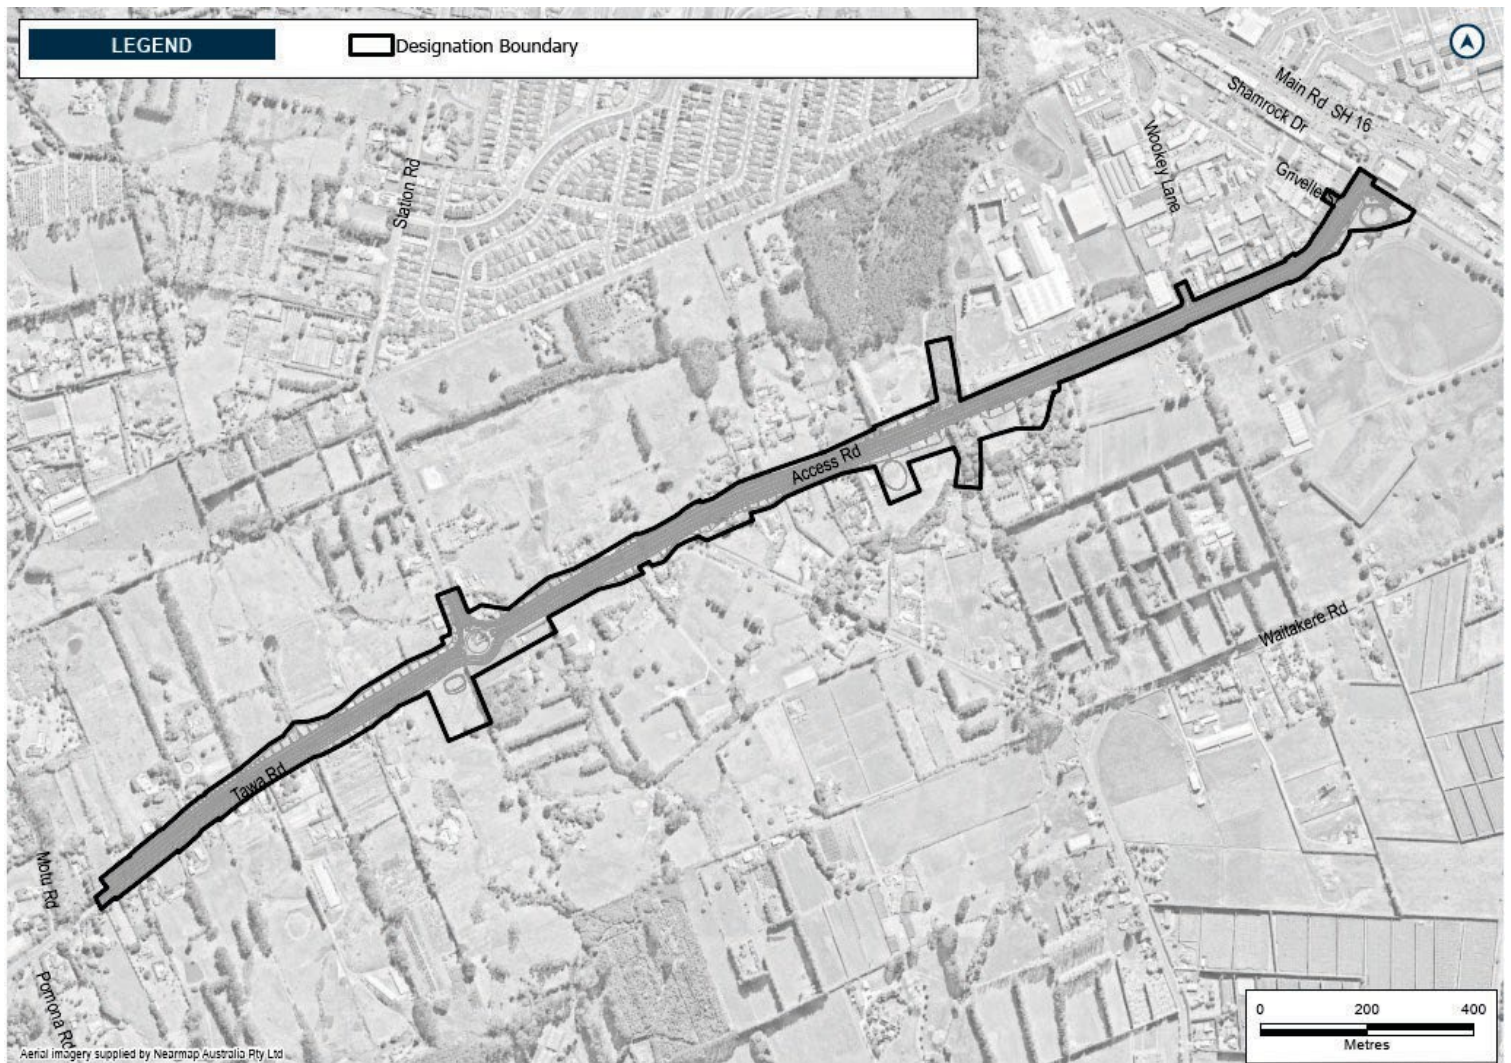 LEGEND
Designation Boundary
Main Rd SH 16
Shamrock Dr
Wookey Lane
Station Rd
Access Rd
Waitakere Rd
Tawa Rd
Motu Rd
Pomona Rd
0 200 400
Metres
Aerial imagery supplied by Nearmap Australia Pty Ltd